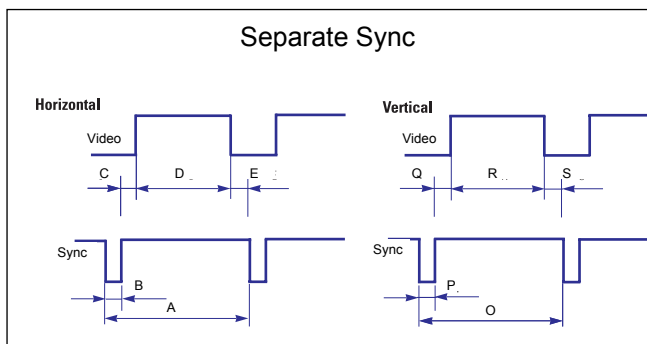 Separate Sync
Horizontal
Video
C D E
Sync
B
A
Vertical
Video
Q R S
Sync
P
O